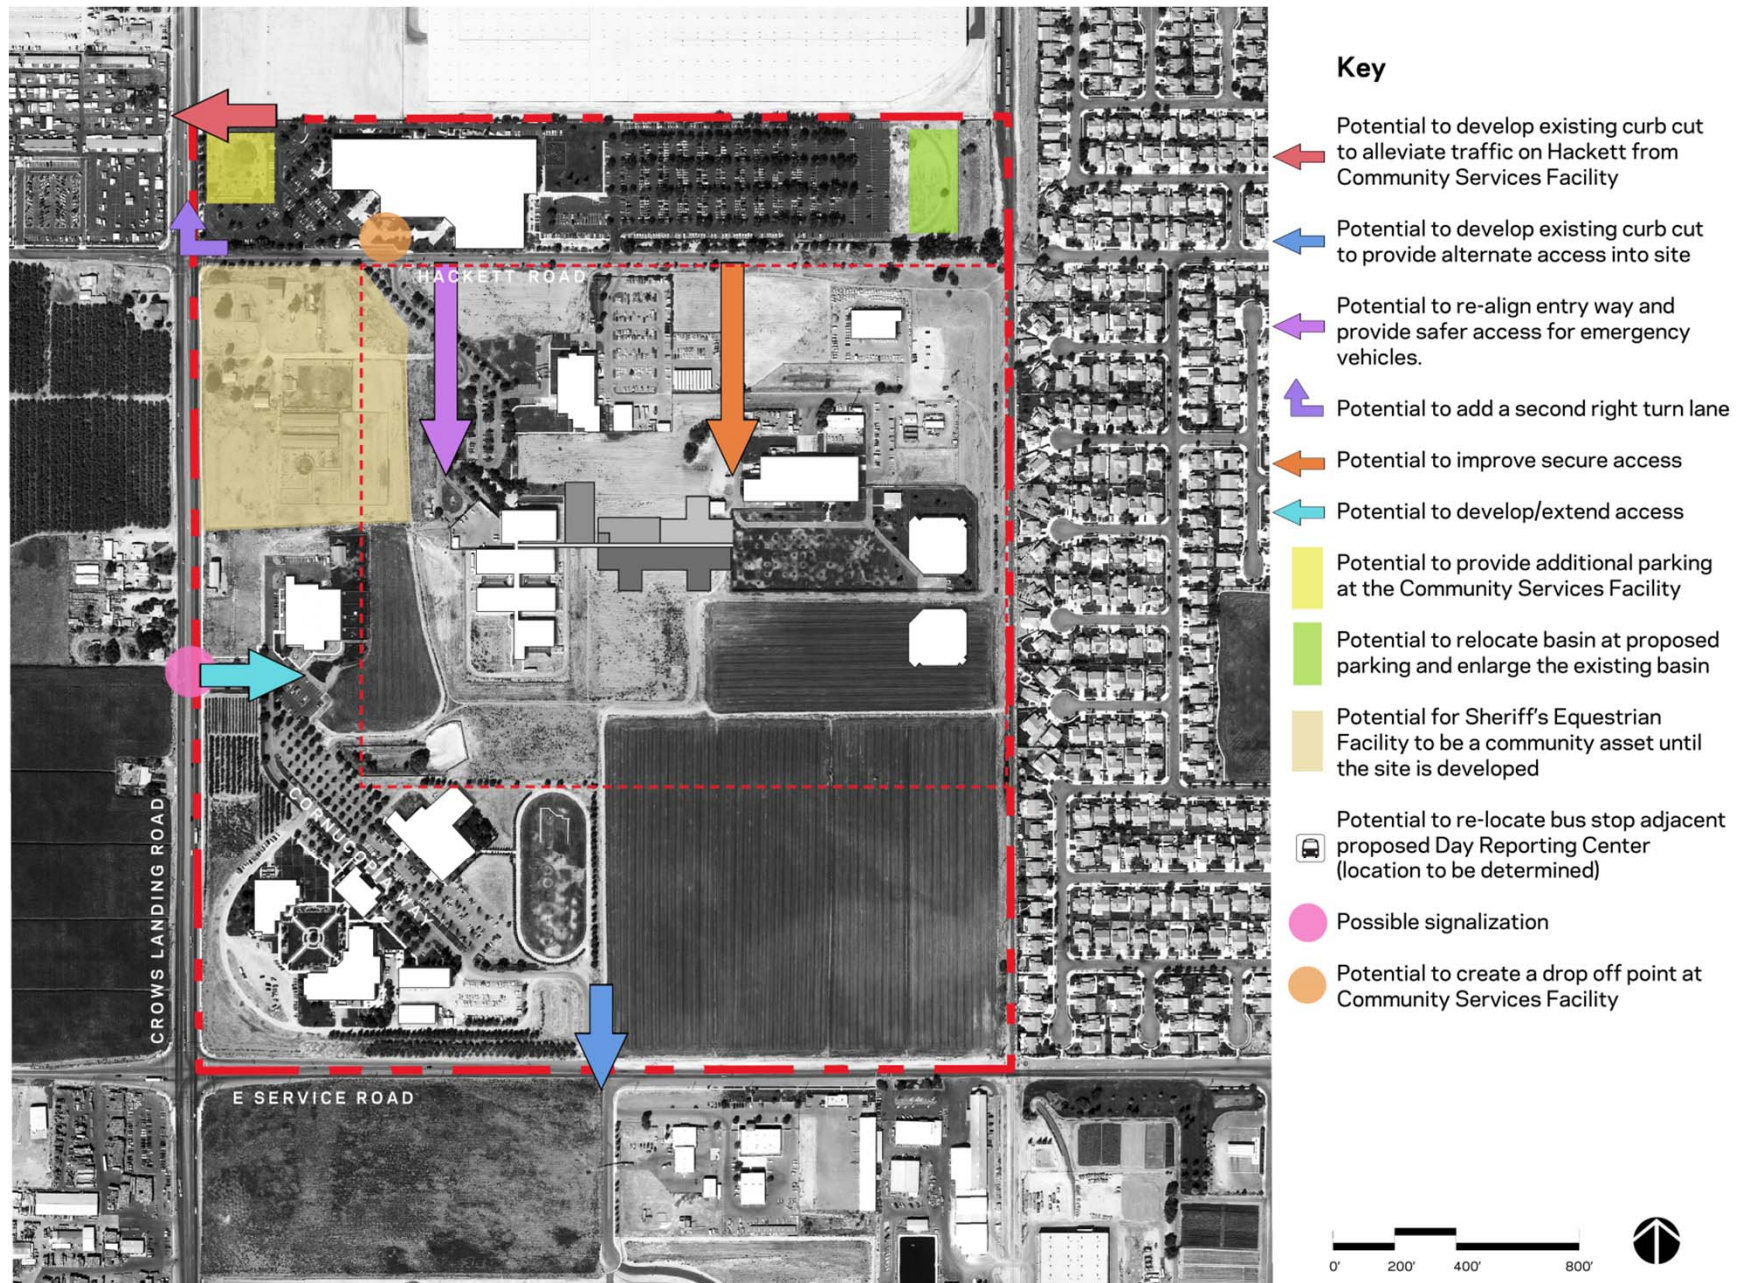 HACKETT ROAD
CORNUCOPIA WAY
CROWS LANDING ROAD
E SERVICE ROAD
Key
Potential to develop existing curb cut
to alleviate traffic on Hackett from
Community Services Facility
Potential to develop existing curb cut
to provide alternate access into site
Potential to re-align entry way and
provide safer access for emergency
vehicles.
Potential to add a second right turn lane
Potential to improve secure access
Potential to develop/extend access
Potential to provide additional parking
at the Community Services Facility
Potential to relocate basin at proposed
parking and enlarge the existing basin
Potential for Sheriff’s Equestrian
Facility to be a community asset until
the site is developed
Potential to re-locate bus stop adjacent
proposed Day Reporting Center
(location to be determined)
Possible signalization
Potential to create a drop off point at
Community Services Facility
0' 200' 400' 800'